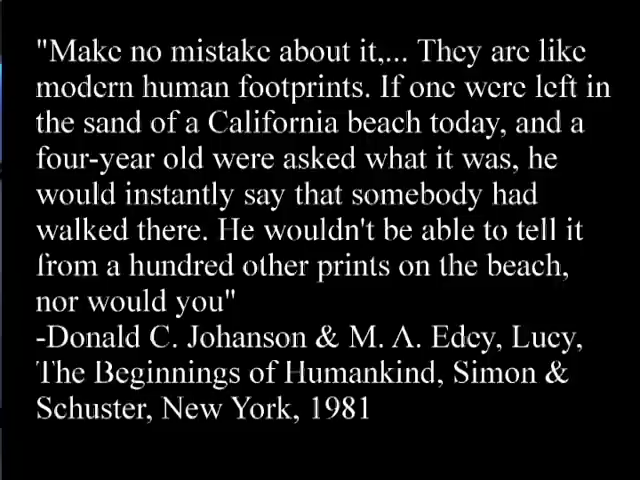 "Make no mistake about it,... They are like
modern human footprints. If one were left in
the sand of a California beach today, and a
four-year old were asked what it was, he
would instantly say that somebody had
walked there. He wouldn't be able to tell it
from a hundred other prints on the beach,
nor would you"
-Donald C. Johanson & M. A. Edey, Lucy,
The Beginnings of Humankind, Simon &
Schuster, New York, 1981